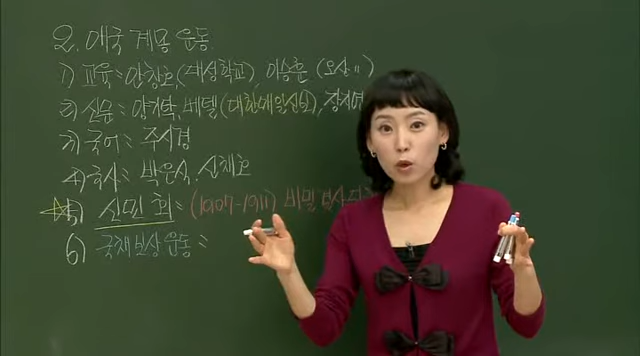 2. 애국 계몽 운동
1) 교육: 안창호, (대성학교), 이승훈 (오산 〃)
2) 신문: 양기탁, 베델 (대한매일신보), 장지연
3) 국어: 주시경
4) 역사: 박은식, 신채호
☆5) 신민회: (1907-1911) 비밀결사
6) 국채보상운동: